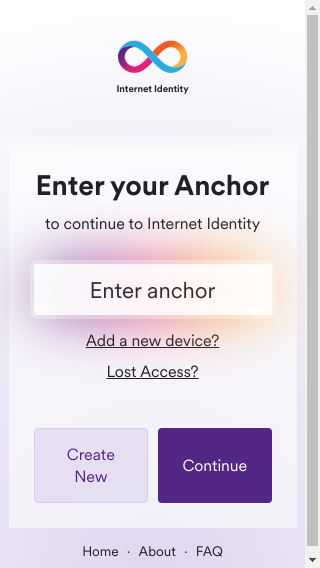 Internet Identity
Enter your Anchor
to continue to Internet Identity
Enter anchor
Add a new device?
Lost Access?
Create
New
Continue
Home · About · FAQ